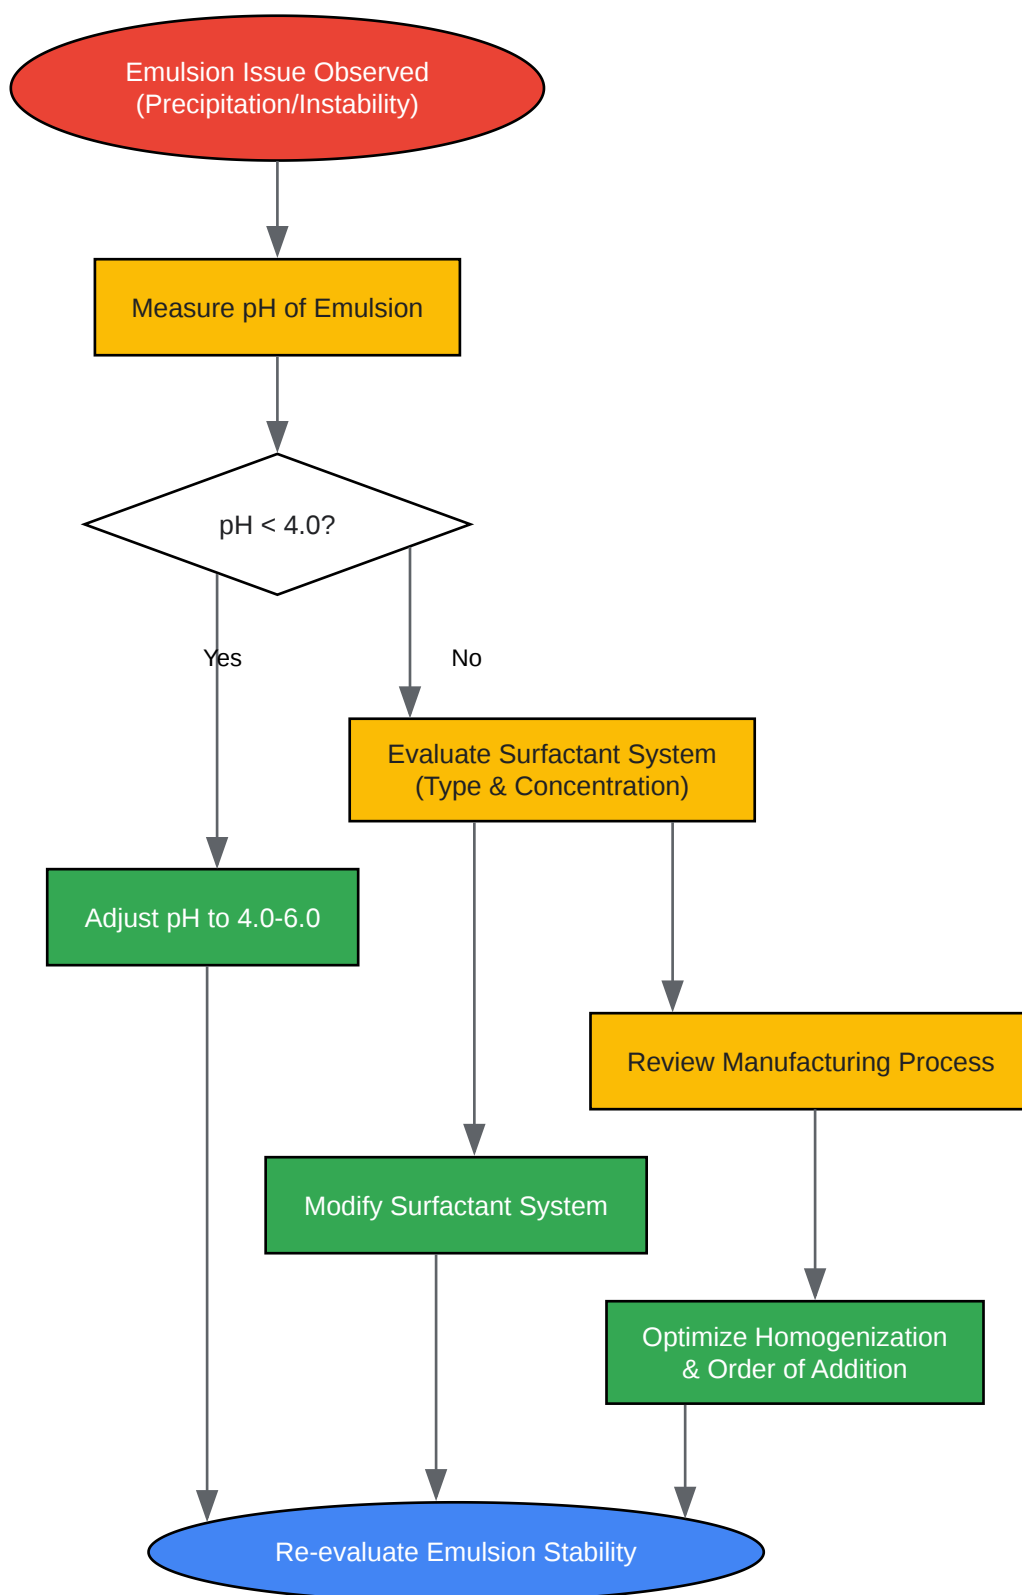 Emulsion Issue Observed
(Precipitation/Instability)
Measure pH of Emulsion
pH < 4.0?
Yes
No
Evaluate Surfactant System
(Type & Concentration)
Adjust pH to 4.0-6.0
Review Manufacturing Process
Modify Surfactant System
Optimize Homogenization
& Order of Addition
Re-evaluate Emulsion Stability